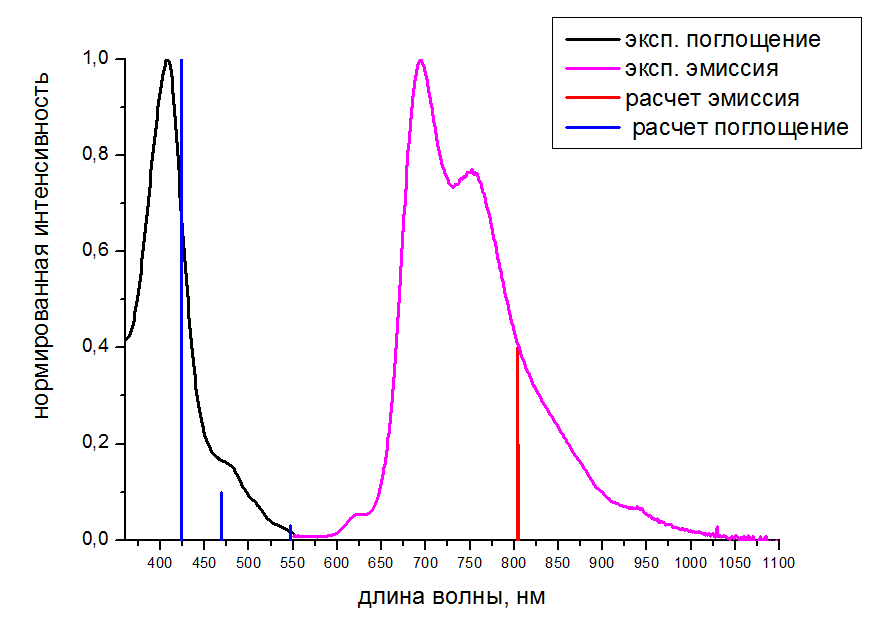 эксп. поглощение
эксп. эмиссия
расчет эмиссия
расчет поглощение
нормированная интенсивность
1,0
0,8
0,6
0,4
0,2
0,0
400 450 500 550 600 650 700 750 800 850 900 950 1000 1050 1100
длина волны, нм